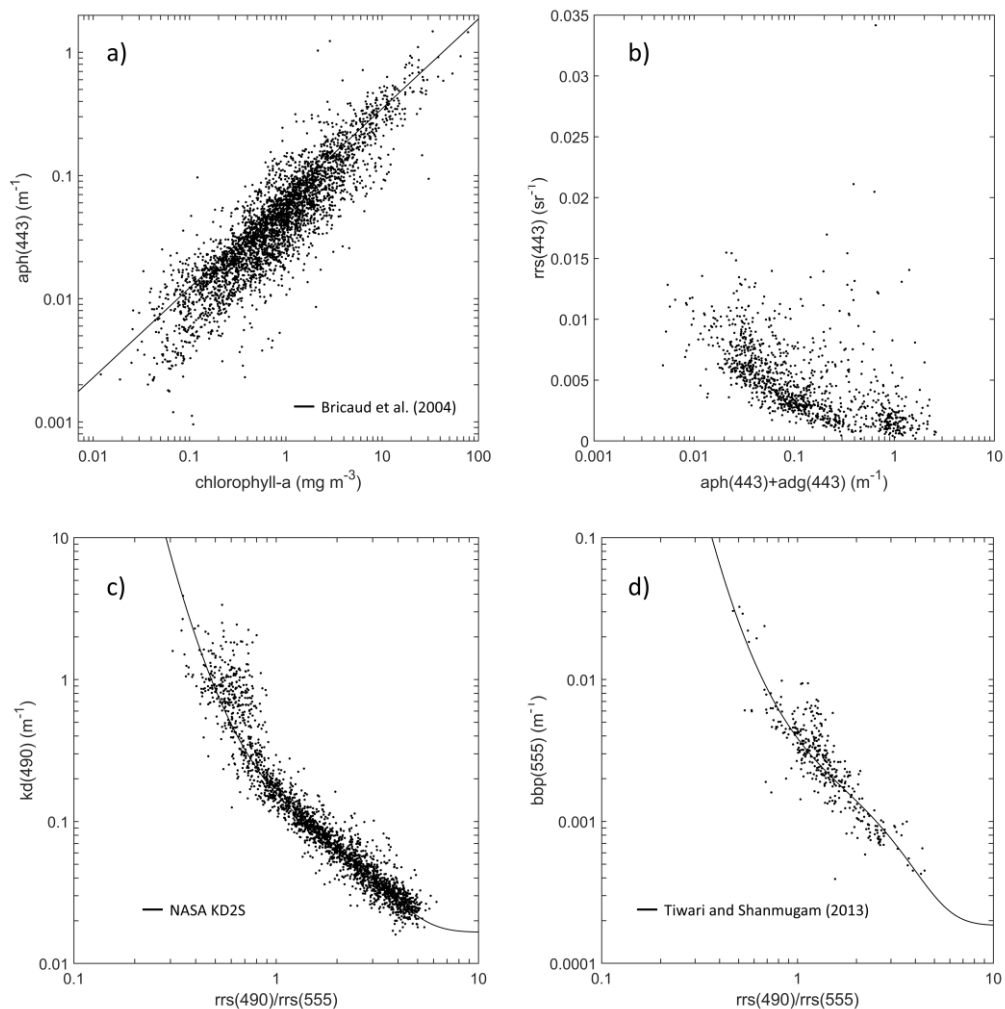 a)
1
0.1
0.01
0.001
aph(443) (m⁻¹)
Bricaud et al. (2004)
0.01 0.1 1 10 100
chlorophyll-a (mg m⁻³)
b)
0.035
0.03
0.025
0.02
0.015
0.01
0.005
0
rrs(443) (sr⁻¹)
0.001 0.01 0.1 1 10
aph(443)+adg(443) (m⁻¹)
c)
10
1
0.1
0.01
kd(490) (m⁻¹)
NASA KD2S
0.1 1 10
rrs(490)/rrs(555)
d)
0.1
0.01
0.001
0.0001
bbp(555) (m⁻¹)
Tiwari and Shanmugam (2013)
0.1 1 10
rrs(490)/rrs(555)